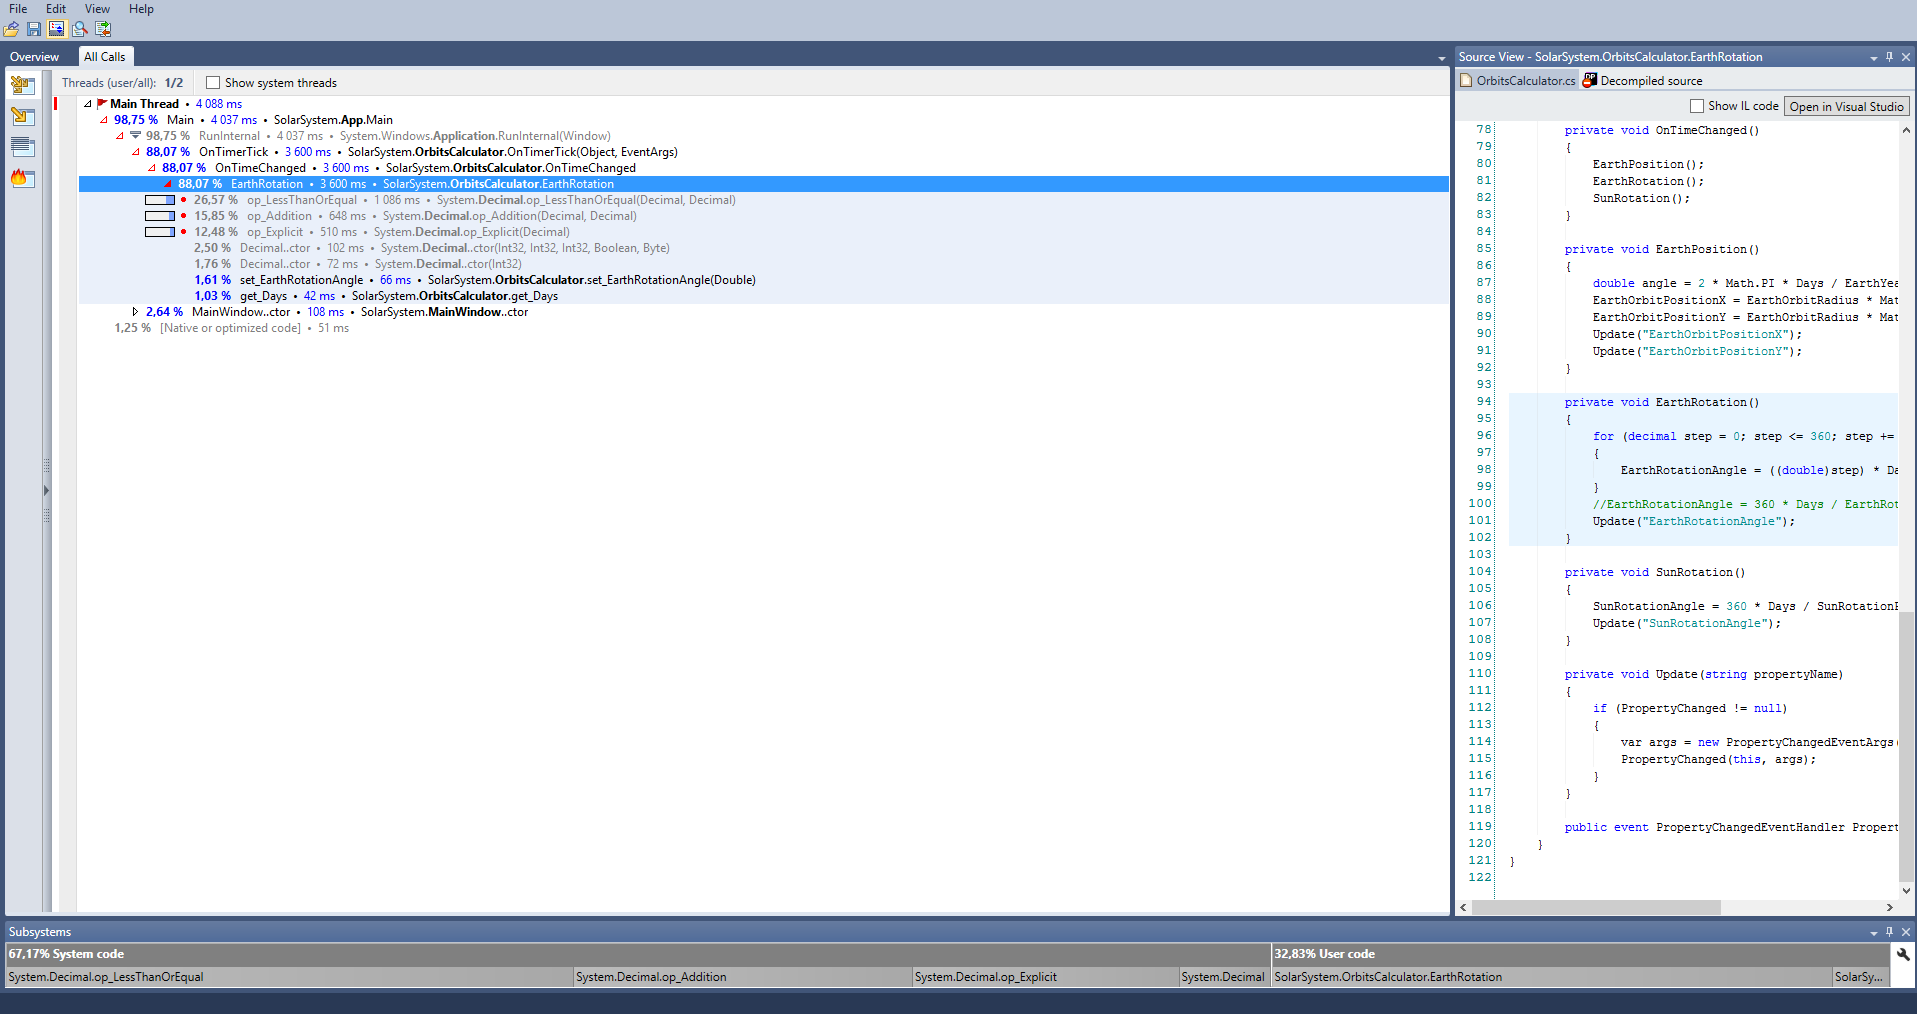 File Edit View Help
Overview All Calls
Threads (user/all): 1/2 Show system threads
Main Thread • 4 088 ms
98,75 % Main • 4 037 ms • SolarSystem.App.Main
98,75 % RunInternal • 4 037 ms • System.Windows.Application.RunInternal(Window)
88,07 % OnTimerTick • 3 600 ms • SolarSystem.OrbitsCalculator.OnTimerTick(Object, EventArgs)
88,07 % OnTimeChanged • 3 600 ms • SolarSystem.OrbitsCalculator.OnTimeChanged
88,07 % EarthRotation • 3 600 ms • SolarSystem.OrbitsCalculator.EarthRotation
26,57 % op_LessThanOrEqual • 1 086 ms • System.Decimal.op_LessThanOrEqual(Decimal, Decimal)
15,85 % op_Addition • 648 ms • System.Decimal.op_Addition(Decimal, Decimal)
12,48 % op_Explicit • 510 ms • System.Decimal.op_Explicit(Decimal)
2,50 % Decimal..ctor • 102 ms • System.Decimal..ctor(Int32, Int32, Int32, Boolean, Byte)
1,76 % Decimal..ctor • 72 ms • System.Decimal..ctor(Int32)
1,61 % set_EarthRotationAngle • 66 ms • SolarSystem.OrbitsCalculator.set_EarthRotationAngle(Double)
1,03 % get_Days • 42 ms • SolarSystem.OrbitsCalculator.get_Days
2,64 % MainWindow..ctor • 108 ms • SolarSystem.MainWindow..ctor
1,25 % [Native or optimized code] • 51 ms
Source View - SolarSystem.OrbitsCalculator.EarthRotation
OrbitsCalculator.cs Decompiled source
Show IL code Open in Visual Studio
78 private void OnTimeChanged()
79 {
80 EarthPosition();
81 EarthRotation();
82 SunRotation();
83 }
84
85 private void EarthPosition()
86 {
87 double angle = 2 * Math.PI * Days / EarthYea
88 EarthOrbitPositionX = EarthOrbitRadius * Mat
89 EarthOrbitPositionY = EarthOrbitRadius * Mat
90 Update("EarthOrbitPositionX");
91 Update("EarthOrbitPositionY");
92 }
93
94 private void EarthRotation()
95 {
96 for (decimal step = 0; step <= 360; step +=
97 {
98 EarthRotationAngle = ((double)step) * Da
99 }
100 //EarthRotationAngle = 360 * Days / EarthRot
101 Update("EarthRotationAngle");
102 }
103
104 private void SunRotation()
105 {
106 SunRotationAngle = 360 * Days / SunRotationP
107 Update("SunRotationAngle");
108 }
109
110 private void Update(string propertyName)
111 {
112 if (PropertyChanged != null)
113 {
114 var args = new PropertyChangedEventArgs(
115 PropertyChanged(this, args);
116 }
117 }
118
119 public event PropertyChangedEventHandler Propert
120 }
121 }
122
Subsystems
67,17% System code 32,83% User code
System.Decimal.op_LessThanOrEqual System.Decimal.op_Addition System.Decimal.op_Explicit System.Decimal SolarSystem.OrbitsCalculator.EarthRotation SolarSy...